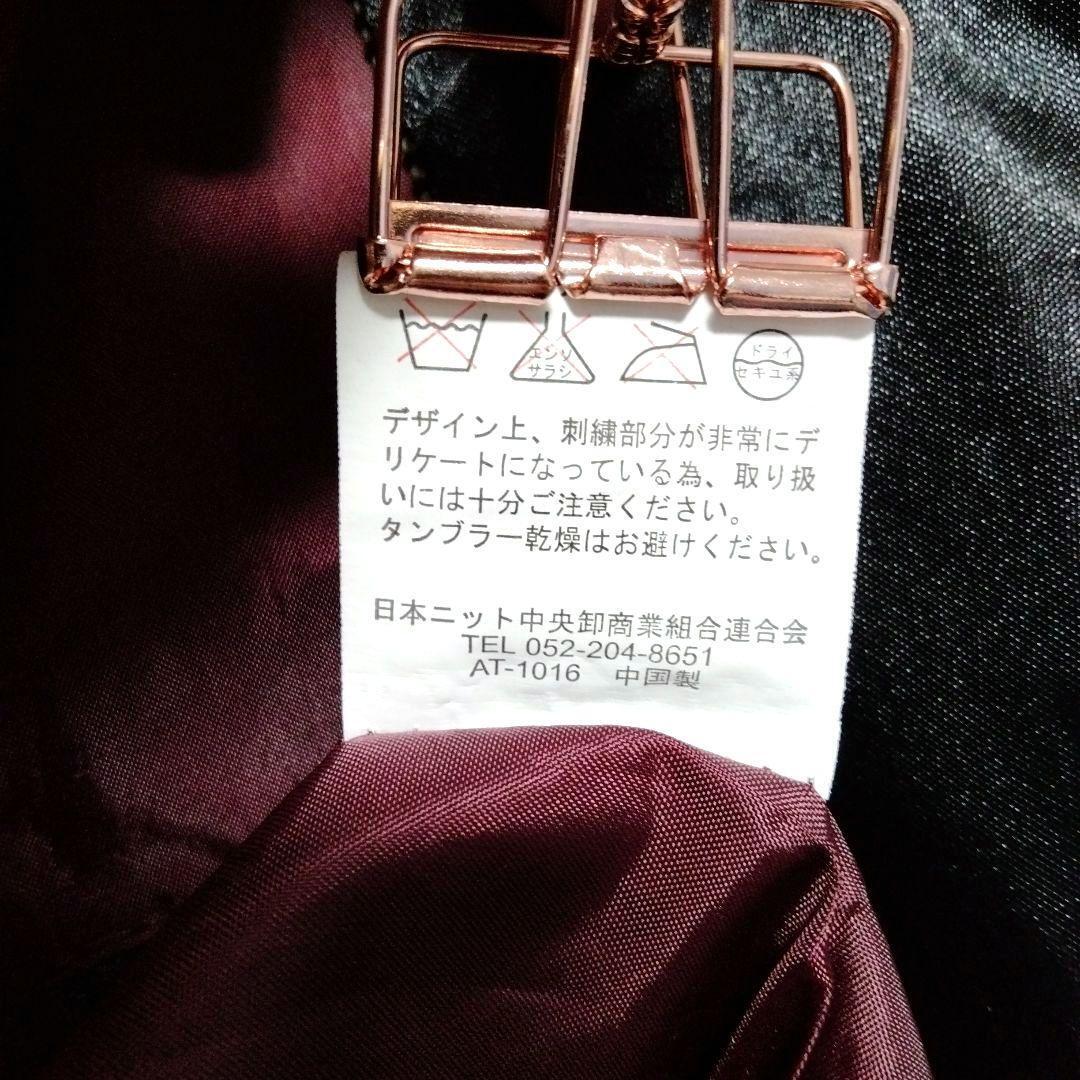 エンソ
サラシ
ドライ
セキユ系
デザイン上、刺繍部分が非常にデ
リケートになっている為、取り扱
いには十分ご注意ください。
タンブラー乾燥はお避けください。
日本ニット中央卸商業組合連合会
TEL 052-204-8651
AT-1016 中国製